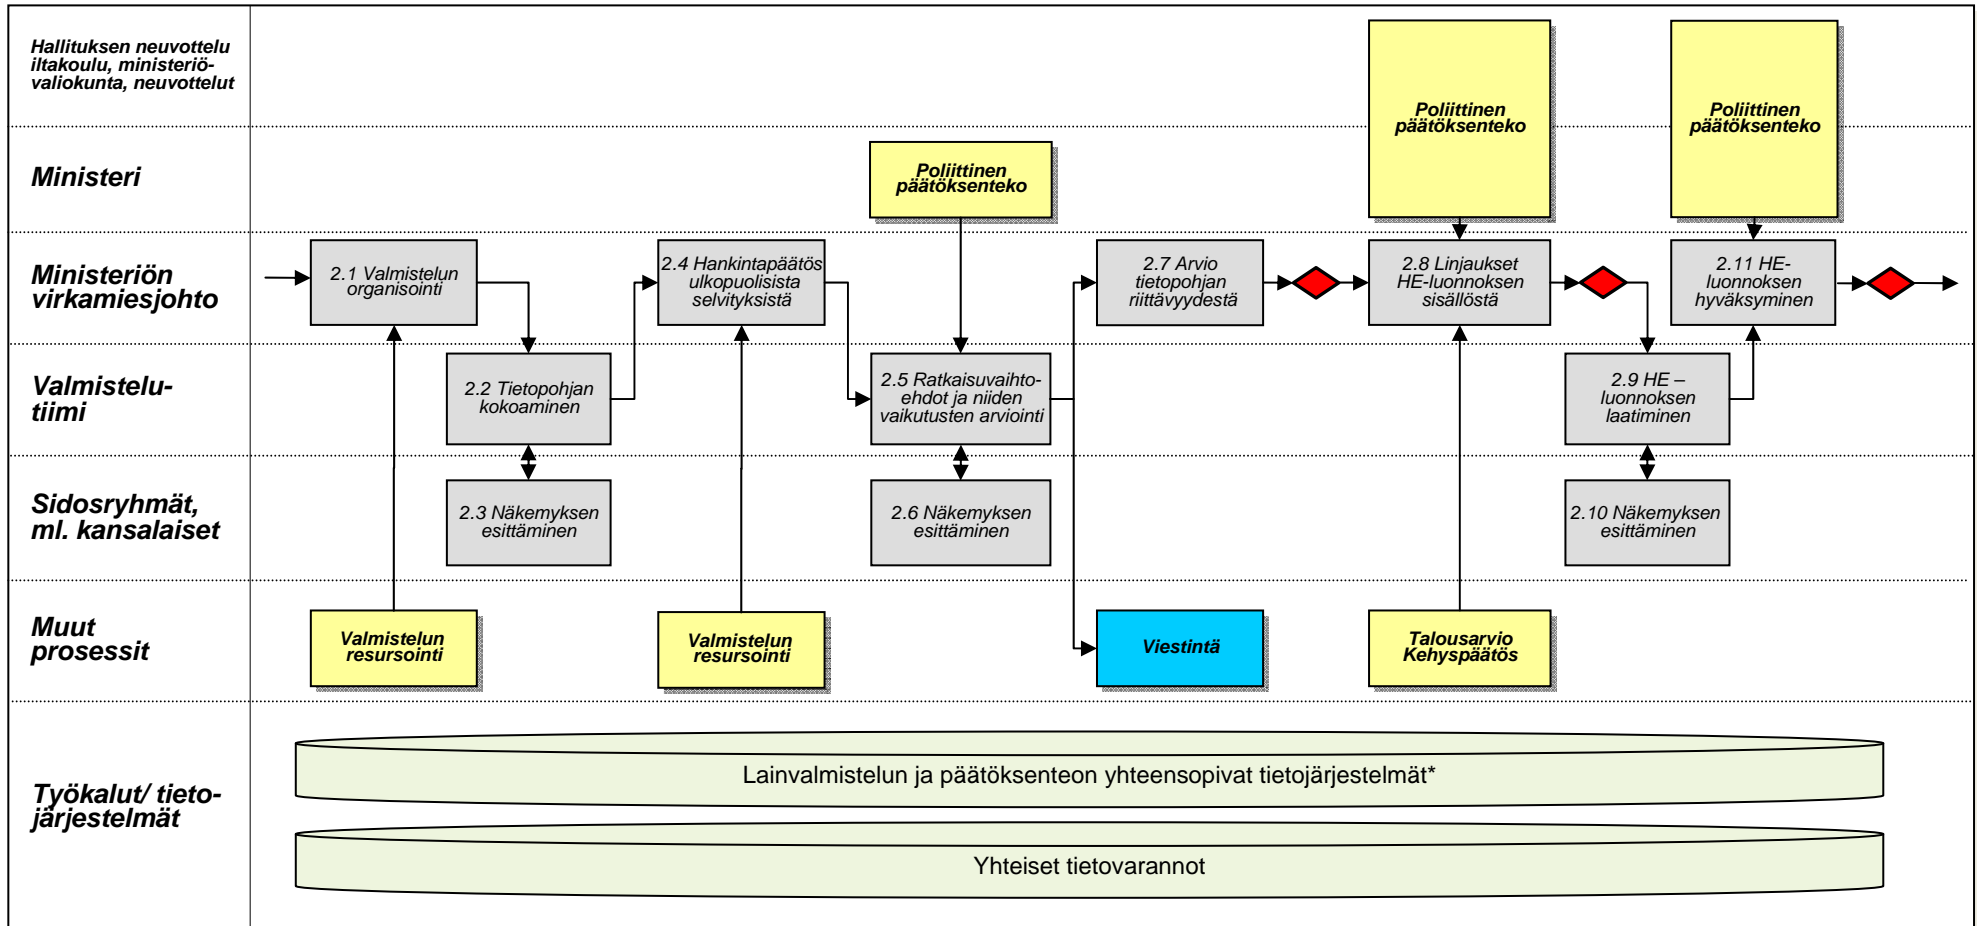 Hallituksen neuvottelu
iltakoulu, ministeriö-
valiokunta, neuvottelut
Poliittinen
päätöksenteko
Poliittinen
päätöksenteko
Ministeri
Poliittinen
päätöksenteko
Ministeriön
virkamiesjohto
2.1 Valmistelun
organisointi
2.4 Hankintapäätös
ulkopuolisista
selvityksistä
2.7 Arvio
tietopohjan
riittävyydestä
2.8 Linjaukset
HE-luonnoksen
sisällöstä
2.11 HE-
luonnoksen
hyväksyminen
Valmistelu-
tiimi
2.2 Tietopohjan
kokoaminen
2.5 Ratkaisuvaihto-
ehdot ja niiden
vaikutusten arviointi
2.9 HE –
luonnoksen
laatiminen
Sidosryhmät,
ml. kansalaiset
2.3 Näkemyksen
esittäminen
2.6 Näkemyksen
esittäminen
2.10 Näkemyksen
esittäminen
Muut
prosessit
Valmistelun
resursointi
Valmistelun
resursointi
Viestintä
Talousarvio
Kehyspäätös
Työkalut/ tieto-
järjestelmät
Lainvalmistelun ja päätöksenteon yhteensopivat tietojärjestelmät*
Yhteiset tietovarannot